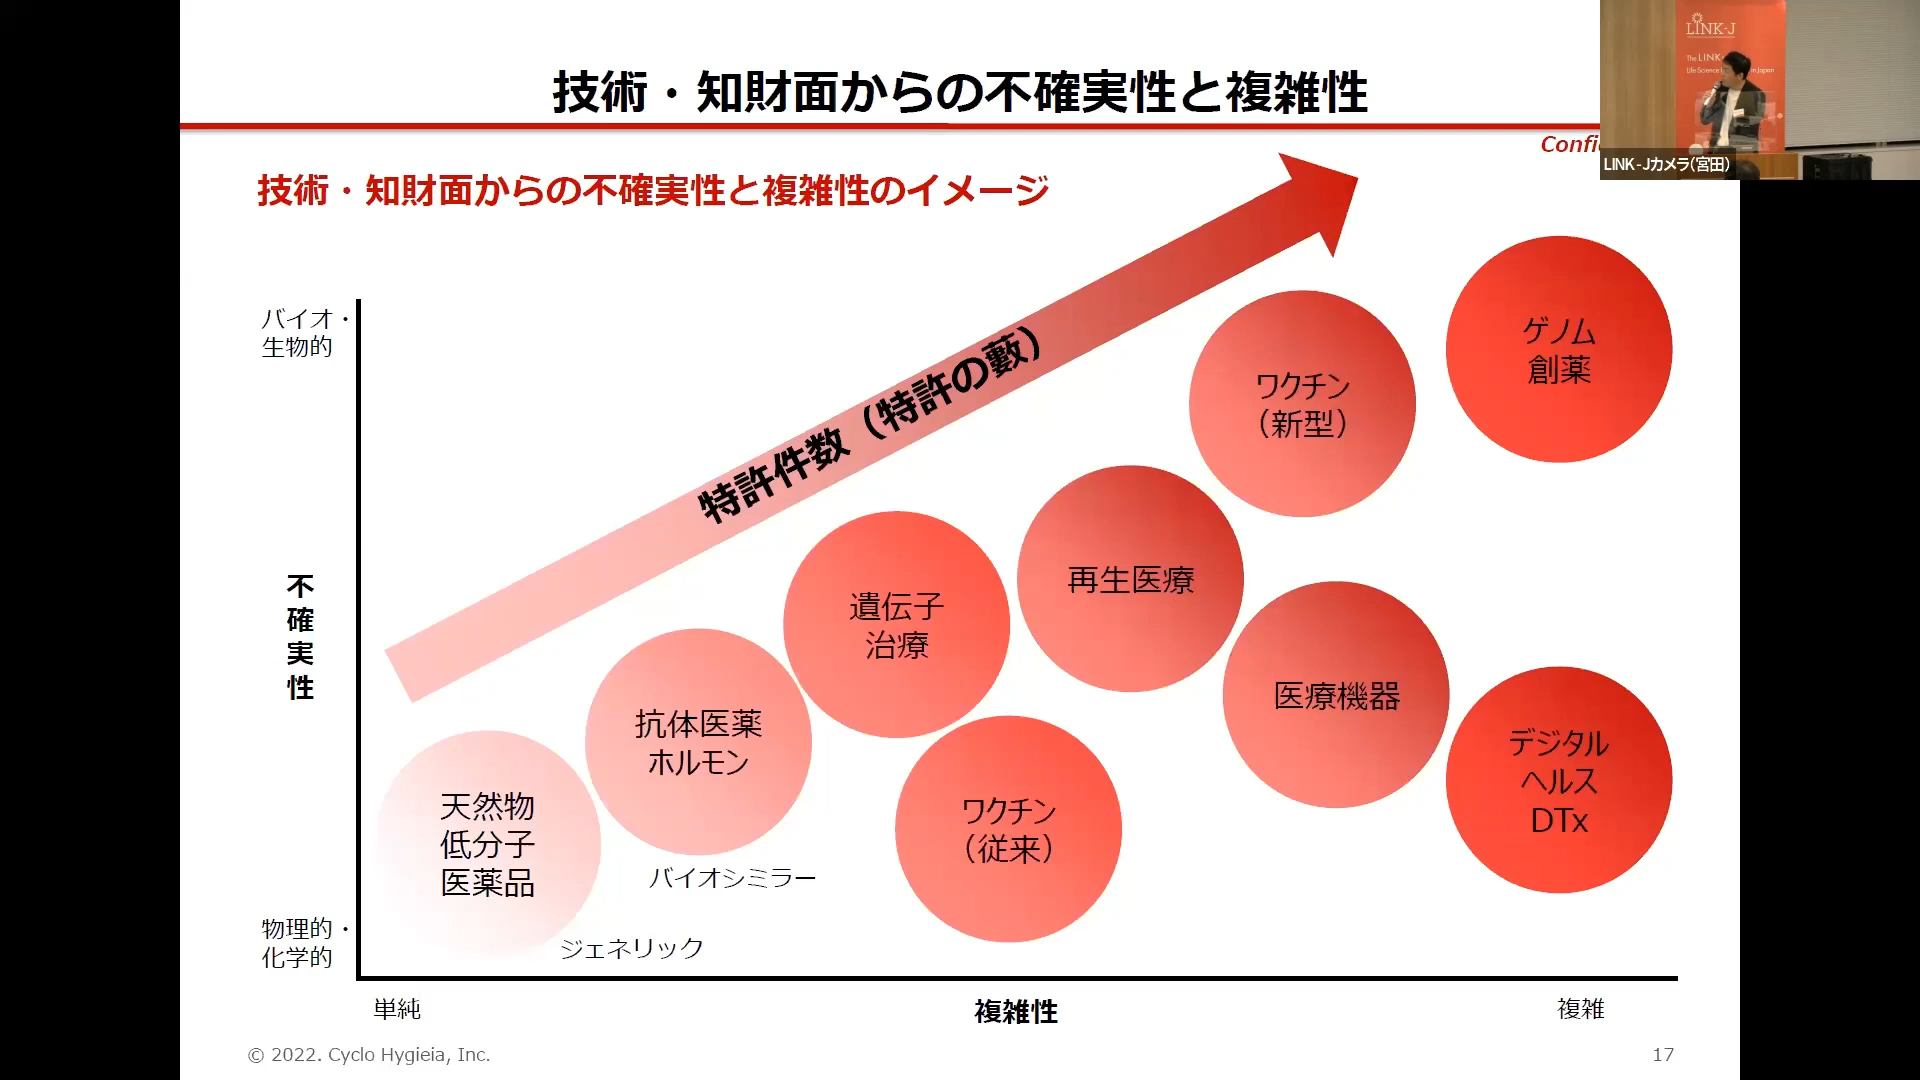 技術・知財面からの不確実性と複雑性
LINK-J
The LINK
Life Science
in Japan
LINK-Jカメラ(宮田)
Confi
技術・知財面からの不確実性と複雑性のイメージ
バイオ・
生物的
特許件数（特許の藪）
ゲノム
創薬
ワクチン
（新型）
不
確
実
性
遺伝子
治療
再生医療
医療機器
抗体医薬
ホルモン
デジタル
ヘルス
DTx
天然物
低分子
医薬品
ワクチン
（従来）
バイオシミラー
ジェネリック
物理的・
化学的
単純
複雑性
複雑
© 2022. Cyclo Hygieia, Inc.
17